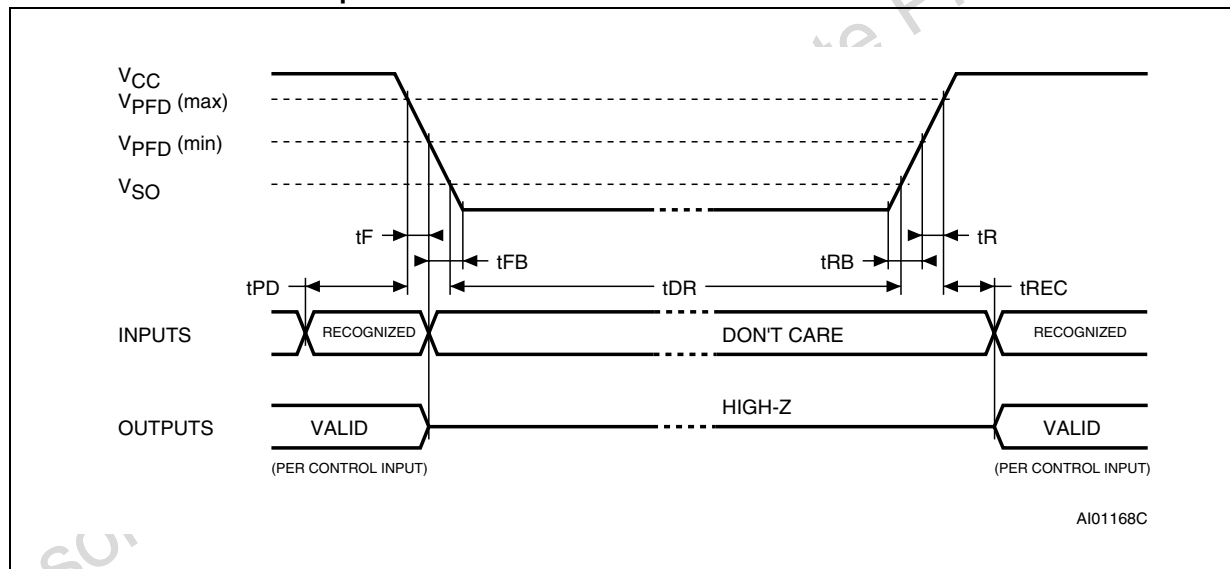 VCC
VPFD (max)
VPFD (min)
VSO
tF
tR
tFB
tRB
tPD
tDR
tREC
INPUTS
RECOGNIZED
DON'T CARE
RECOGNIZED
HIGH-Z
OUTPUTS
VALID
VALID
(PER CONTROL INPUT)
(PER CONTROL INPUT)
AI01168C